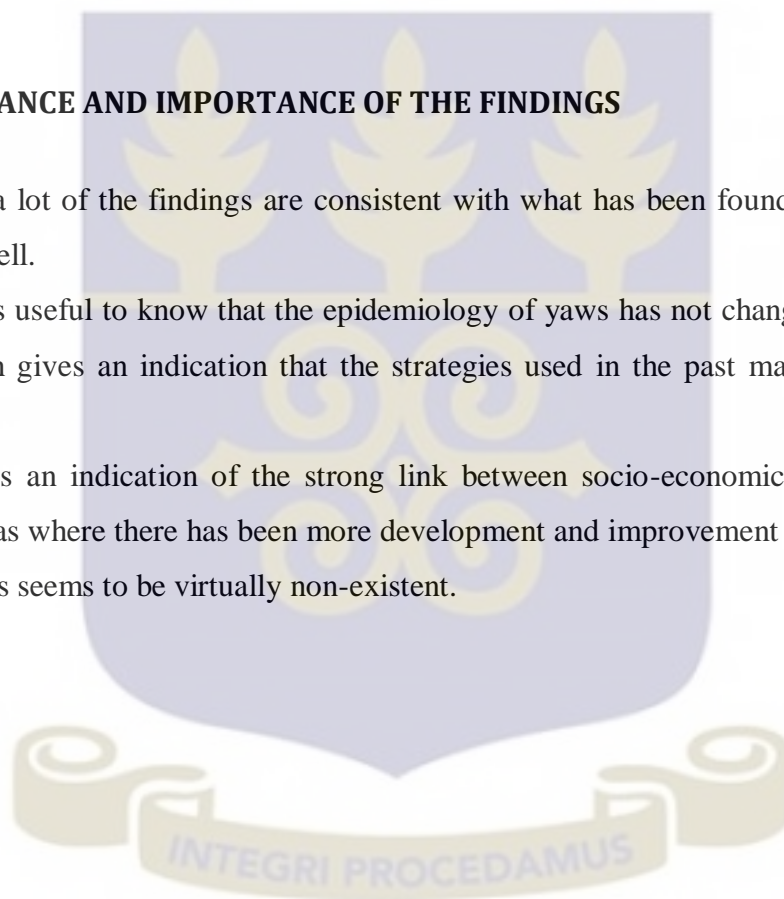 ANCE AND IMPORTANCE OF THE FINDINGS
a lot of the findings are consistent with what has been found
ell.
s useful to know that the epidemiology of yaws has not chang
n gives an indication that the strategies used in the past ma
s an indication of the strong link between socio-economic
as where there has been more development and improvement
s seems to be virtually non-existent.
INTEGRI PROCEDAMUS